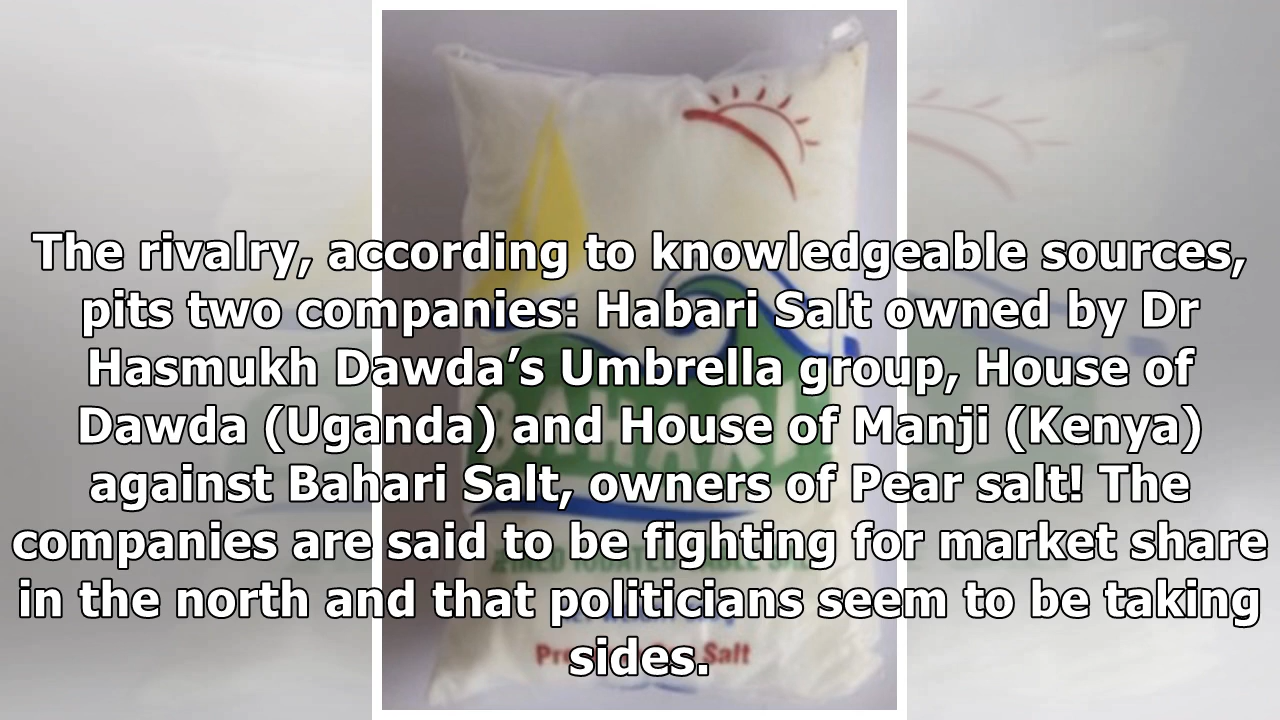 The rivalry, according to knowledgeable sources,
pits two companies: Habari Salt owned by Dr
Hasmukh Dawda’s Umbrella group, House of
Dawda (Uganda) and House of Manji (Kenya)
against Bahari Salt, owners of Pear salt! The
companies are said to be fighting for market share
in the north and that politicians seem to be taking
sides.
BAHARI
Salt